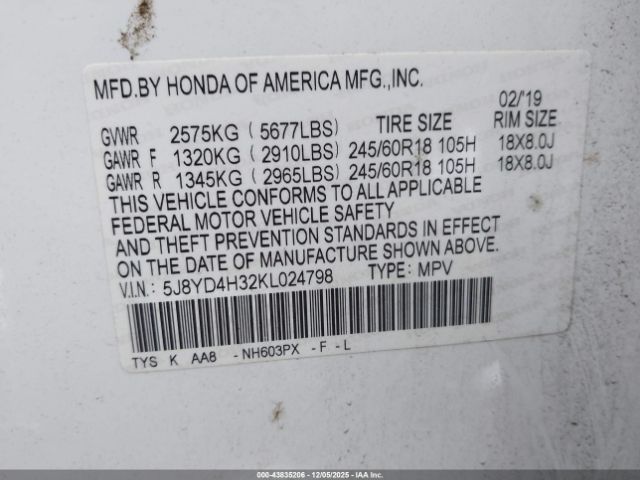 MFD.BY HONDA OF AMERICA MFG.,INC.
02/'19
GVWR 2575KG ( 5677LBS) TIRE SIZE RIM SIZE
GAWR F 1320KG ( 2910LBS) 245/60R18 105H 18X8.0J
GAWR R 1345KG ( 2965LBS) 245/60R18 105H 18X8.0J
THIS VEHICLE CONFORMS TO ALL APPLICABLE
FEDERAL MOTOR VEHICLE SAFETY
AND THEFT PREVENTION STANDARDS IN EFFECT
ON THE DATE OF MANUFACTURE SHOWN ABOVE.
V.I.N.: 5J8YD4H32KL024798 TYPE: MPV
TYS K AA8 -NH603PX -F - L
000-43835206 - 12/05/2025 - IAAI.COM